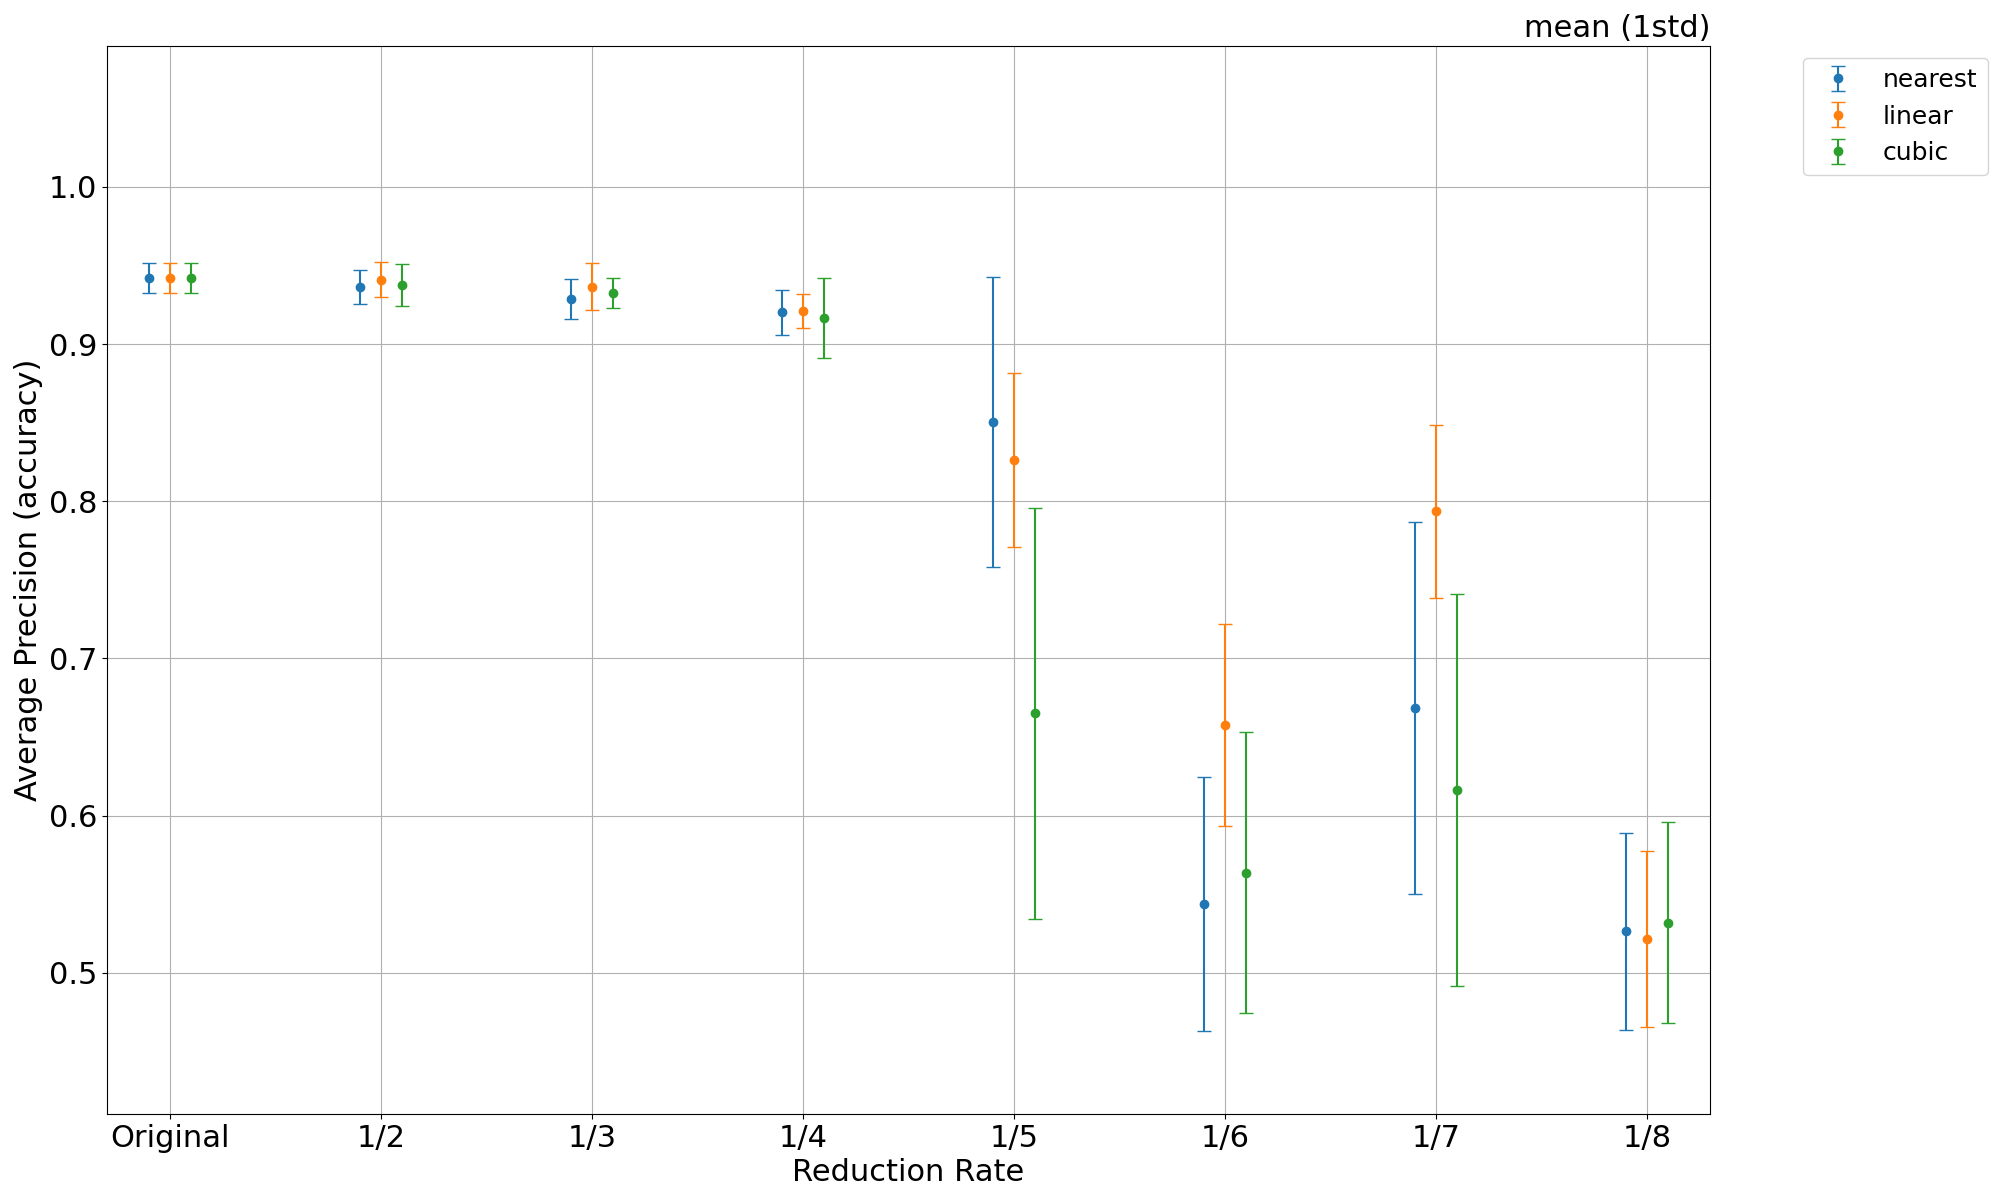 mean (1std)
nearest
linear
cubic
Average Precision (accuracy)
1.0
0.9
0.8
0.7
0.6
0.5
Original 1/2 1/3 1/4 1/5 1/6 1/7 1/8
Reduction Rate